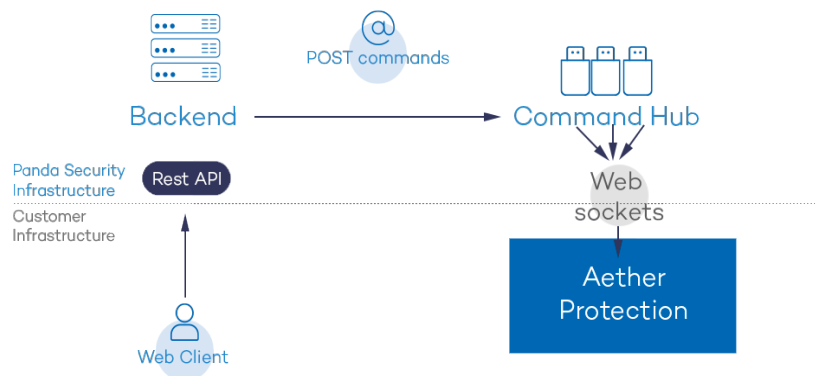 @
POST commands
Backend
Command Hub
Panda Security
Infrastructure
Rest API
Web
sockets
Customer
Infrastructure
Aether
Protection
Web Client